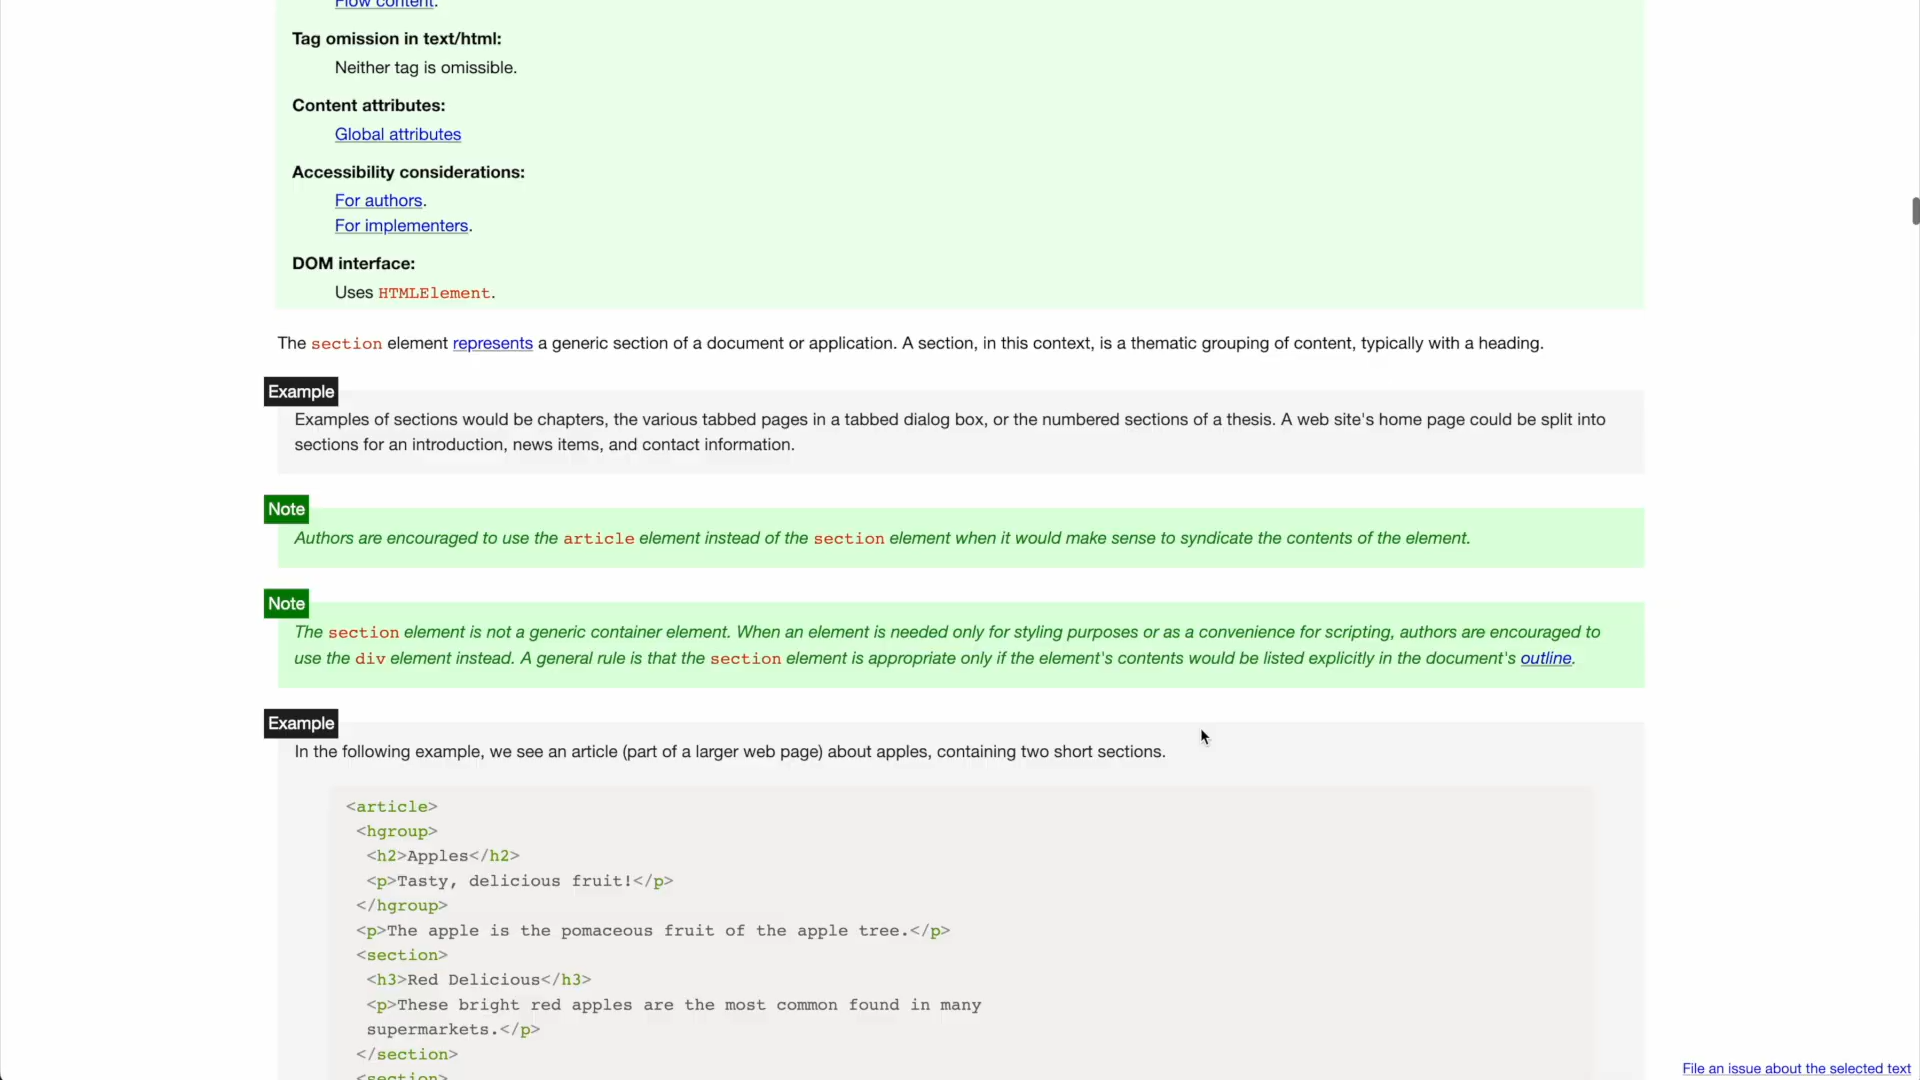 Flow content.
Tag omission in text/html:
Neither tag is omissible.
Content attributes:
Global attributes
Accessibility considerations:
For authors.
For implementers.
DOM interface:
Uses HTMLElement.
The section element represents a generic section of a document or application. A section, in this context, is a thematic grouping of content, typically with a heading.
Example
Examples of sections would be chapters, the various tabbed pages in a tabbed dialog box, or the numbered sections of a thesis. A web site's home page could be split into
sections for an introduction, news items, and contact information.
Note
Authors are encouraged to use the article element instead of the section element when it would make sense to syndicate the contents of the element.
Note
The section element is not a generic container element. When an element is needed only for styling purposes or as a convenience for scripting, authors are encouraged to
use the div element instead. A general rule is that the section element is appropriate only if the element's contents would be listed explicitly in the document's outline.
Example
In the following example, we see an article (part of a larger web page) about apples, containing two short sections.
<article>
<hgroup>
<h2>Apples</h2>
<p>Tasty, delicious fruit!</p>
</hgroup>
<p>The apple is the pomaceous fruit of the apple tree.</p>
<section>
<h3>Red Delicious</h3>
<p>These bright red apples are the most common found in many
supermarkets.</p>
</section>
<section>
File an issue about the selected text